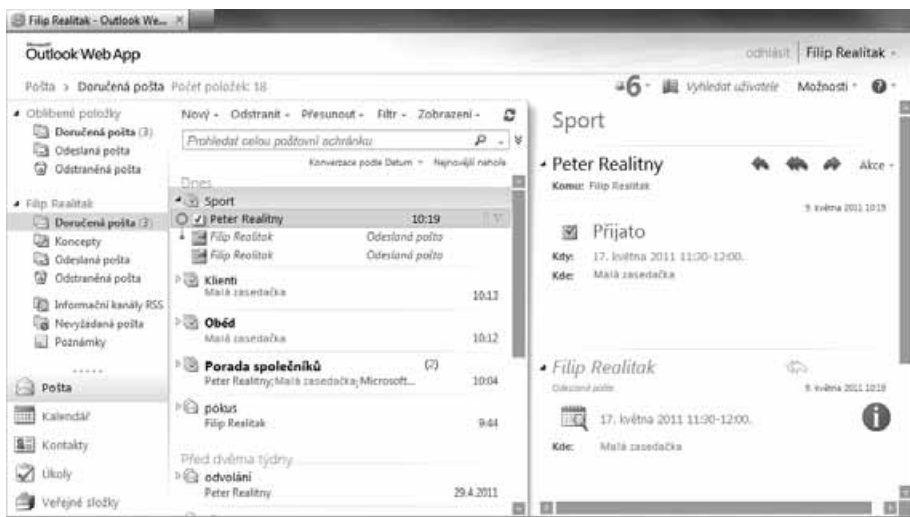 Filip Realitak - Outlook We...
Microsoft
Outlook Web App
odhlásit | Filip Realitak
Pošta > Doručená pošta Počet položek: 18
6
Vyhledat uživatele
Možnosti
?
Oblíbené položky
Doručená pošta (3)
Odeslaná pošta
Odstraněná pošta
Filip Realitak
Doručená pošta (3)
Koncepty
Odeslaná pošta
Odstraněná pošta
Informační kanály RSS
Nevyžádaná pošta
Poznámky
Pošta
Kalendář
Kontakty
Úkoly
Veřejné složky
Nový Odstranit Přesunout Filtr Zobrazení
Prohledat celou poštovní schránku
Konverzace podle Datum Nejnovější nahoře
Dnes
Sport
Peter Realitny 10:19
Filip Realitak Odeslaná pošta
Filip Realitak Odeslaná pošta
Klienti
Malá zasedačka 10:13
Oběd
Malá zasedačka 10:12
Porada společníků (2)
Peter Realitny; Malá zasedačka; Microsoft... 10:04
pokus
Filip Realitak 9:44
Před dvěma týdny
odvolání
Peter Realitny 29.4.2011
Sport
Peter Realitny
Akce
Komu: Filip Realitak
9. května 2011 10:19
Přijato
Kdy: 17. května 2011 11:30-12:00.
Kde: Malá zasedačka
Filip Realitak
Odeslaná pošta
9. května 2011 10:18
17. května 2011 11:30-12:00.
Kde: Malá zasedačka